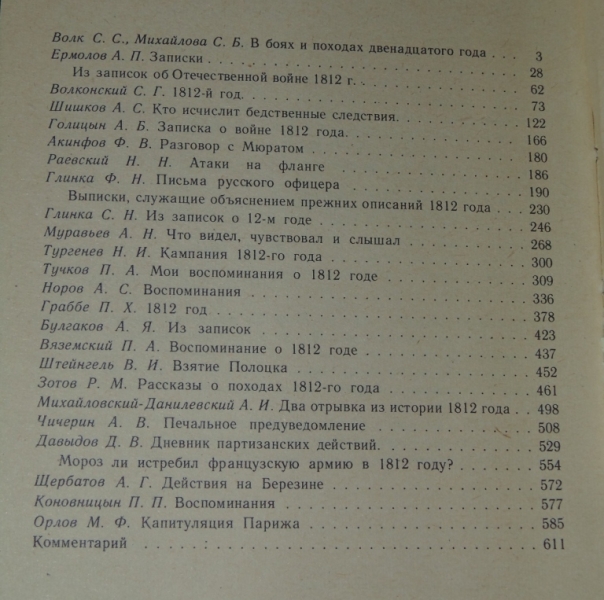 Волк С. С., Михайлова С. Б. В боях и походах двенадцатого года . . . 3
Ермолов А. П. Записки . . . . . . . . . . . . . . . . . . 28
Из записок об Отечественной войне 1812 г. . . . . . . . . . . 62
Волконский С. Г. 1812-й год. . . . . . . . . . . . . . . . . 73
Шишков А. С. Кто исчислит бедственные следствия. . . . . . . . . 122
Голицын А. Б. Записка о войне 1812 года. . . . . . . . . . . . 166
Акинфов Ф. В. Разговор с Мюратом . . . . . . . . . . . . . 180
Раевский Н. Н. Атаки на фланге . . . . . . . . . . . . . . 186
Глинка Ф. Н. Письма русского офицера . . . . . . . . . . . . 190
Выписки, служащие объяснением прежних описаний 1812 года . . . 230
Глинка С. Н. Из записок о 12-м годе . . . . . . . . . . . . . 246
Муравьев А. Н. Что видел, чувствовал и слышал . . . . . . . . 268
Тургенев Н. И. Кампания 1812-го года . . . . . . . . . . . . 300
Тучков П. А. Мои воспоминания о 1812 годе . . . . . . . . . . 309
Норов А. С. Воспоминания . . . . . . . . . . . . . . . . . 336
Граббе П. Х. 1812 год . . . . . . . . . . . . . . . . . . 378
Булгаков А. Я. Из записок . . . . . . . . . . . . . . . . 423
Вяземский П. А. Воспоминание о 1812 годе . . . . . . . . . . 437
Штейнгель В. И. Взятие Полоцка . . . . . . . . . . . . . . 452
Зотов Р. М. Рассказы о походах 1812-го года . . . . . . . . . 461
Михайловский-Данилевский А. И. Два отрывка из истории 1812 года . . 498
Чичерин А. В. Печальное предуведомление . . . . . . . . . . . 508
Давыдов Д. В. Дневник партизанских действий. . . . . . . . . . 529
Мороз ли истребил французскую армию в 1812 году? . . . . . . 554
Щербатов А. Г. Действия на Березине . . . . . . . . . . . . 572
Коновницын П. П. Воспоминания . . . . . . . . . . . . . . 577
Орлов М. Ф. Капитуляция Парижа . . . . . . . . . . . . . . 585
Комментарий . . . . . . . . . . . . . . . . . . . . . . 611